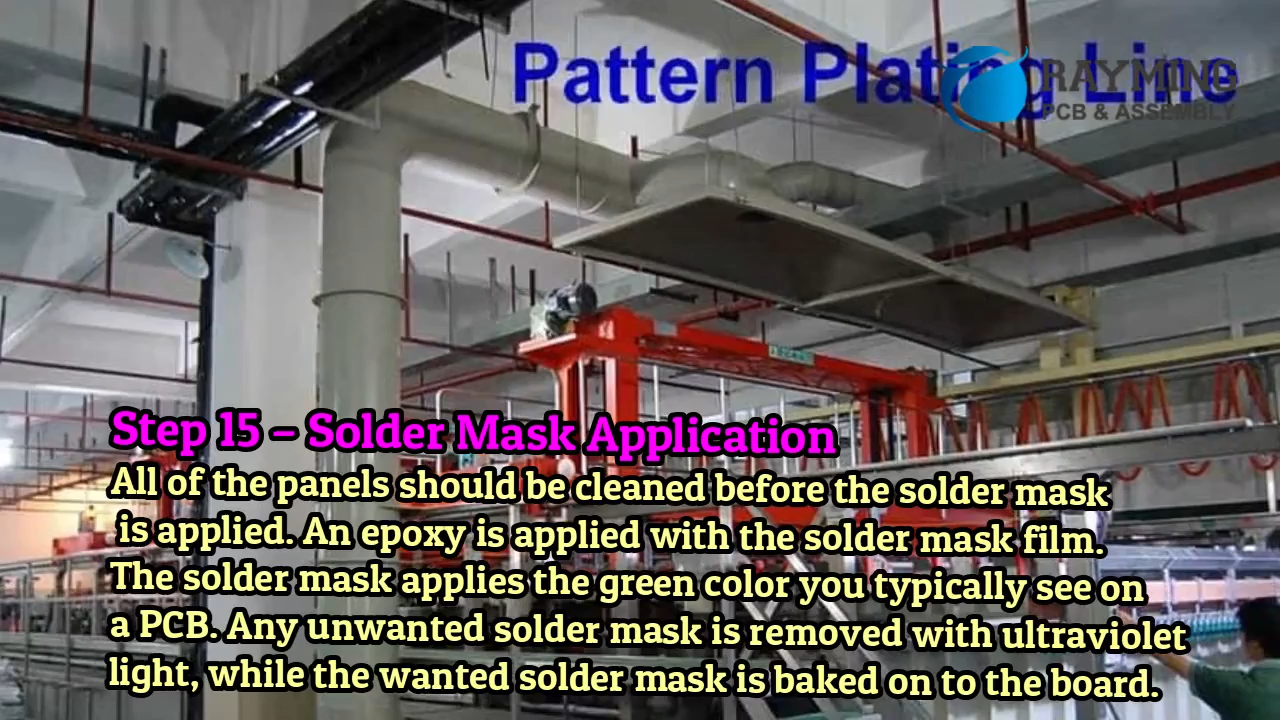 Pattern Plating Line
RAYMING
PCB & ASSEMBLY
Step 15 – Solder Mask Application
All of the panels should be cleaned before the solder mask
is applied. An epoxy is applied with the solder mask film.
The solder mask applies the green color you typically see on
a PCB. Any unwanted solder mask is removed with ultraviolet
light, while the wanted solder mask is baked on to the board.